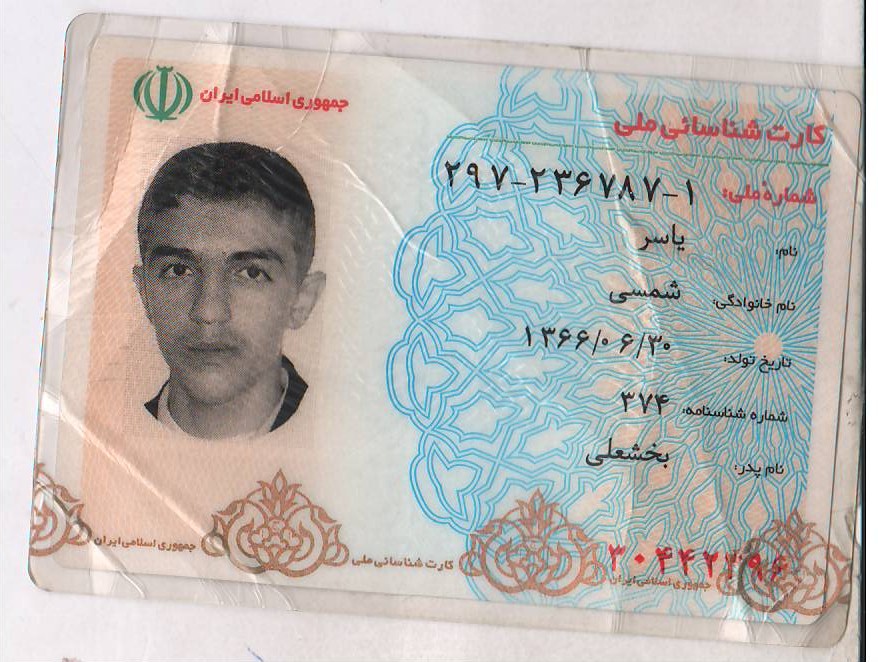 جمهوری اسلامی ایران
کارت شناسائی ملی
شماره ملی: ۲۹۷-۲۳۶۷۸۷-۱
نام: یاسر
نام خانوادگی: شمسی
تاریخ تولد: ۱۳۶۶/۰۶/۳۰
شماره شناسنامه: ۳۷۴
نام پدر: بخشعلی
جمهوری اسلامی ایران
کارت شناسائی ملی
جمهوری اسلامی ایران